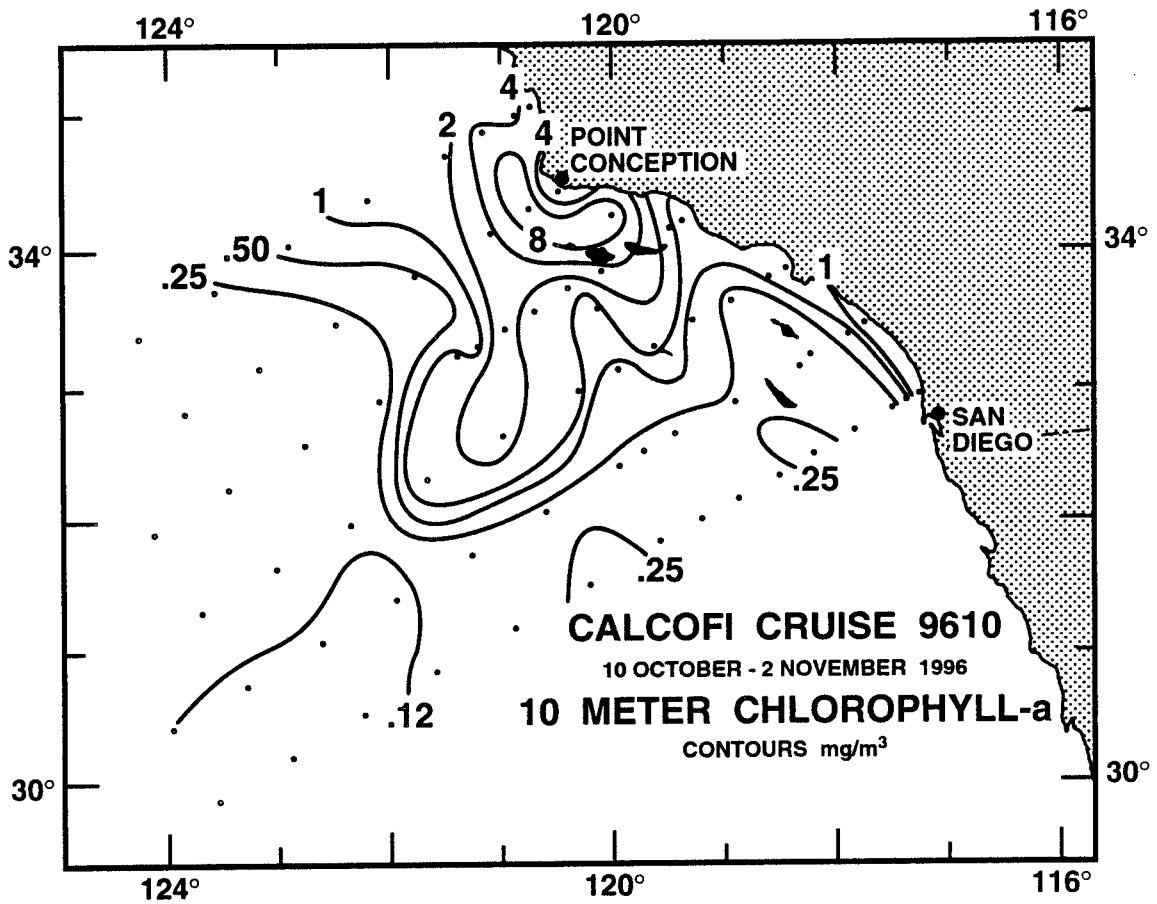 124° 120° 116°
4
2 4 POINT
CONCEPTION
1
8
34° .50 34°
.25 1
SAN
DIEGO
.25
.25
CALCOFI CRUISE 9610
10 OCTOBER - 2 NOVEMBER 1996
.12 10 METER CHLOROPHYLL-a
CONTOURS mg/m³
30° 30°
124° 120° 116°